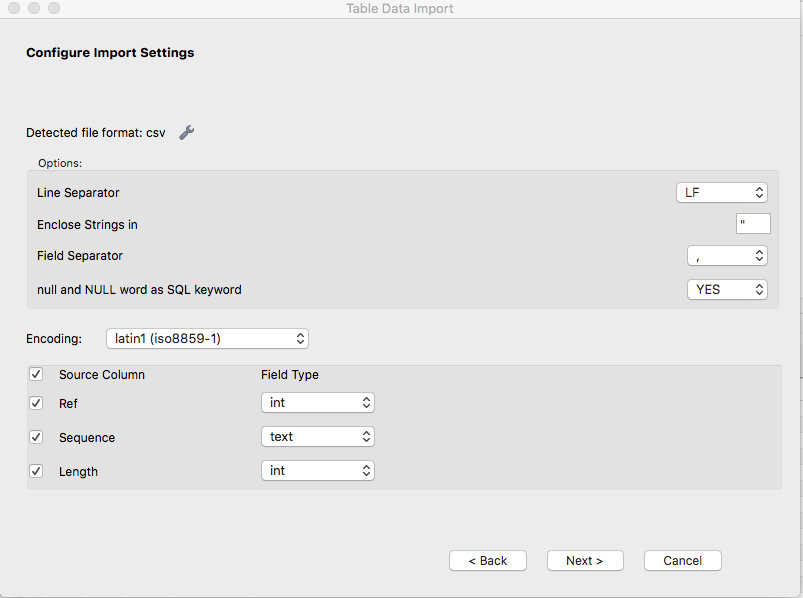 Table Data Import
Configure Import Settings
Detected file format: csv
Options:
Line Separator LF
Enclose Strings in "
Field Separator ,
null and NULL word as SQL keyword YES
Encoding: latin1 (iso8859-1)
Source Column Field Type
Ref int
Sequence text
Length int
< Back Next > Cancel